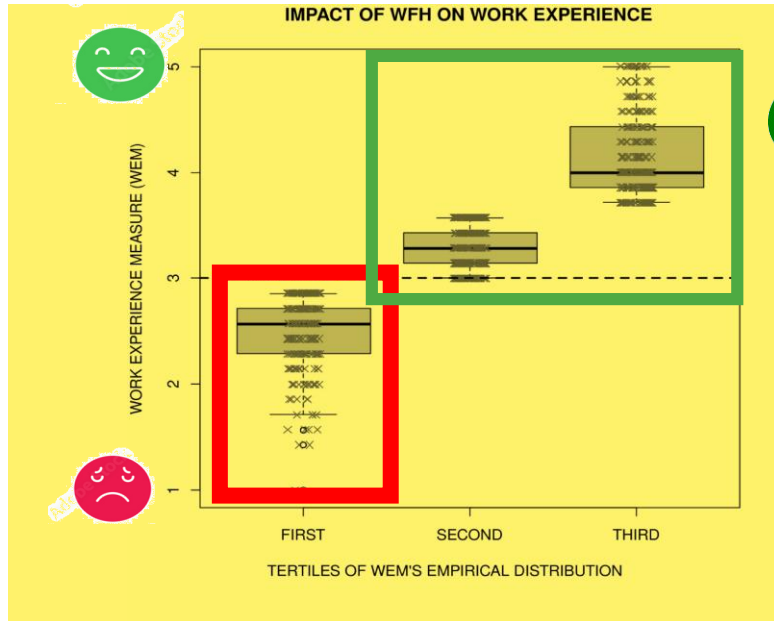 IMPACT OF WFH ON WORK EXPERIENCE
WORK EXPERIENCE MEASURE (WEM)
5
4
3
2
1
FIRST SECOND THIRD
TERTILES OF WEM'S EMPIRICAL DISTRIBUTION